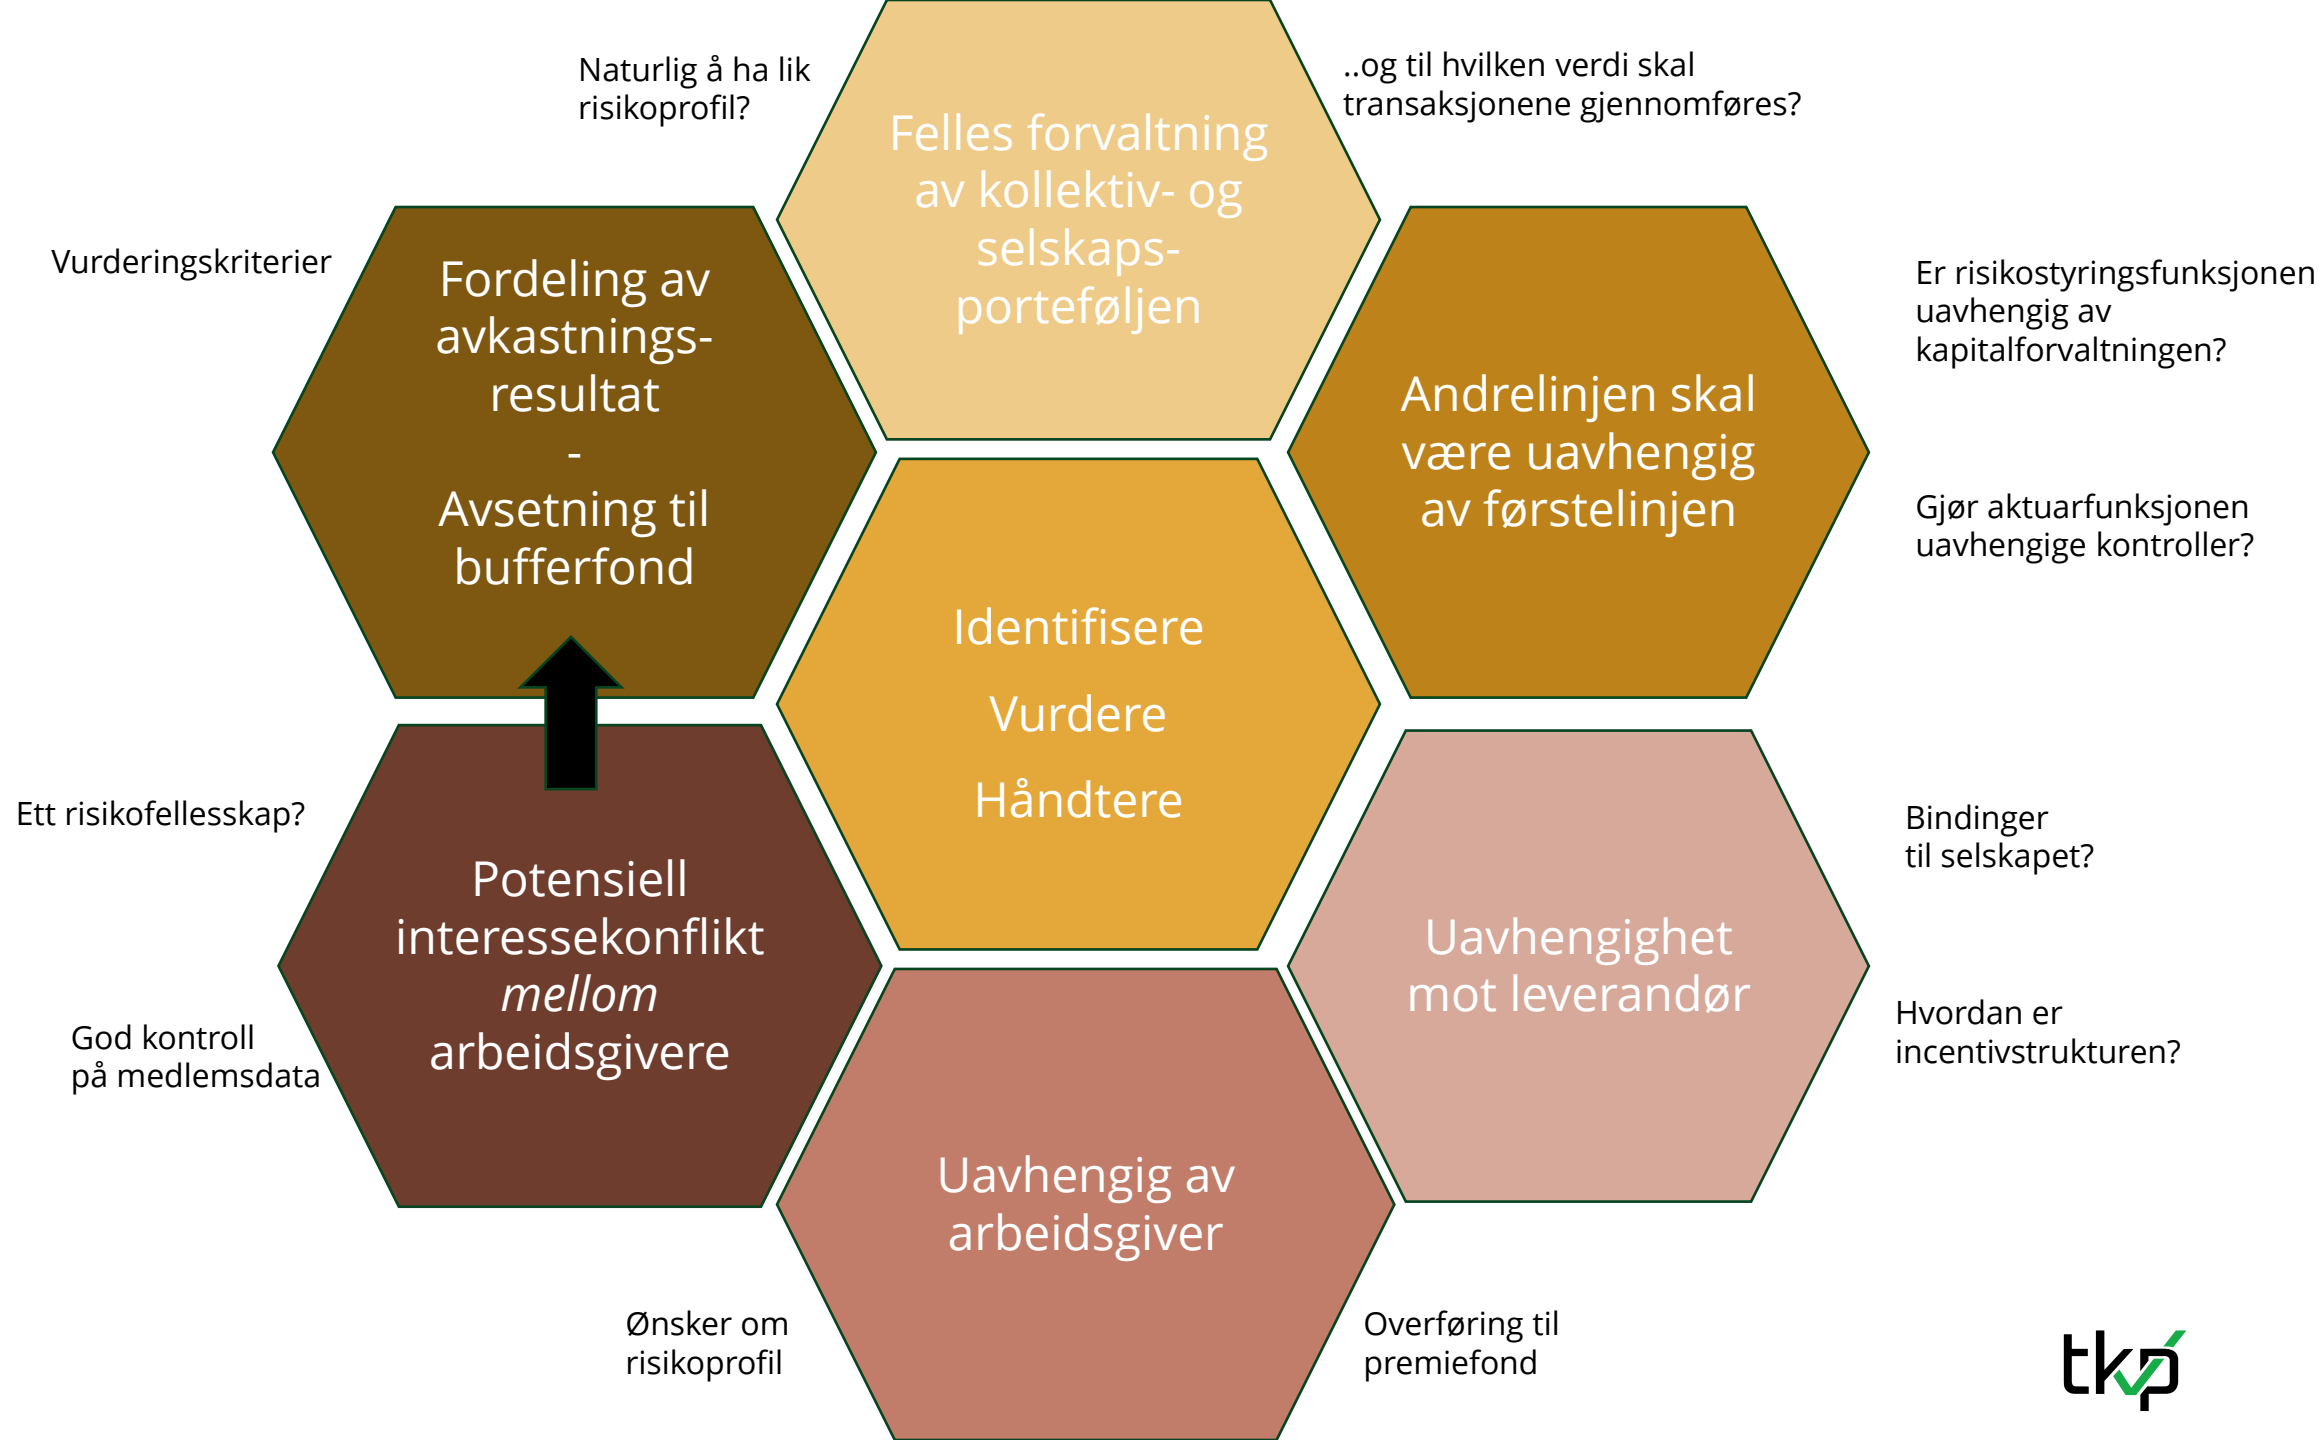 Naturlig å ha lik
risikoprofil?
..og til hvilken verdi skal
transaksjonene gjennomføres?
Felles forvaltning
av kollektiv- og
selskaps-
porteføljen
Vurderingskriterier
Fordeling av
avkastnings-
resultat
-
Avsetning til
bufferfond
Andrelinjen skal
være uavhengig
av førstelinjen
Er risikostyringsfunksjonen
uavhengig av
kapitalforvaltningen?
Gjør aktuarfunksjonen
uavhengige kontroller?
Identifisere
Vurdere
Håndtere
Ett risikofellesskap?
God kontroll
på medlemsdata
Potensiell
interessekonflikt
mellom
arbeidsgivere
Uavhengighet
mot leverandør
Bindinger
til selskapet?
Hvordan er
incentivstrukturen?
Uavhengig av
arbeidsgiver
Ønsker om
risikoprofil
Overføring til
premiefond
tkp